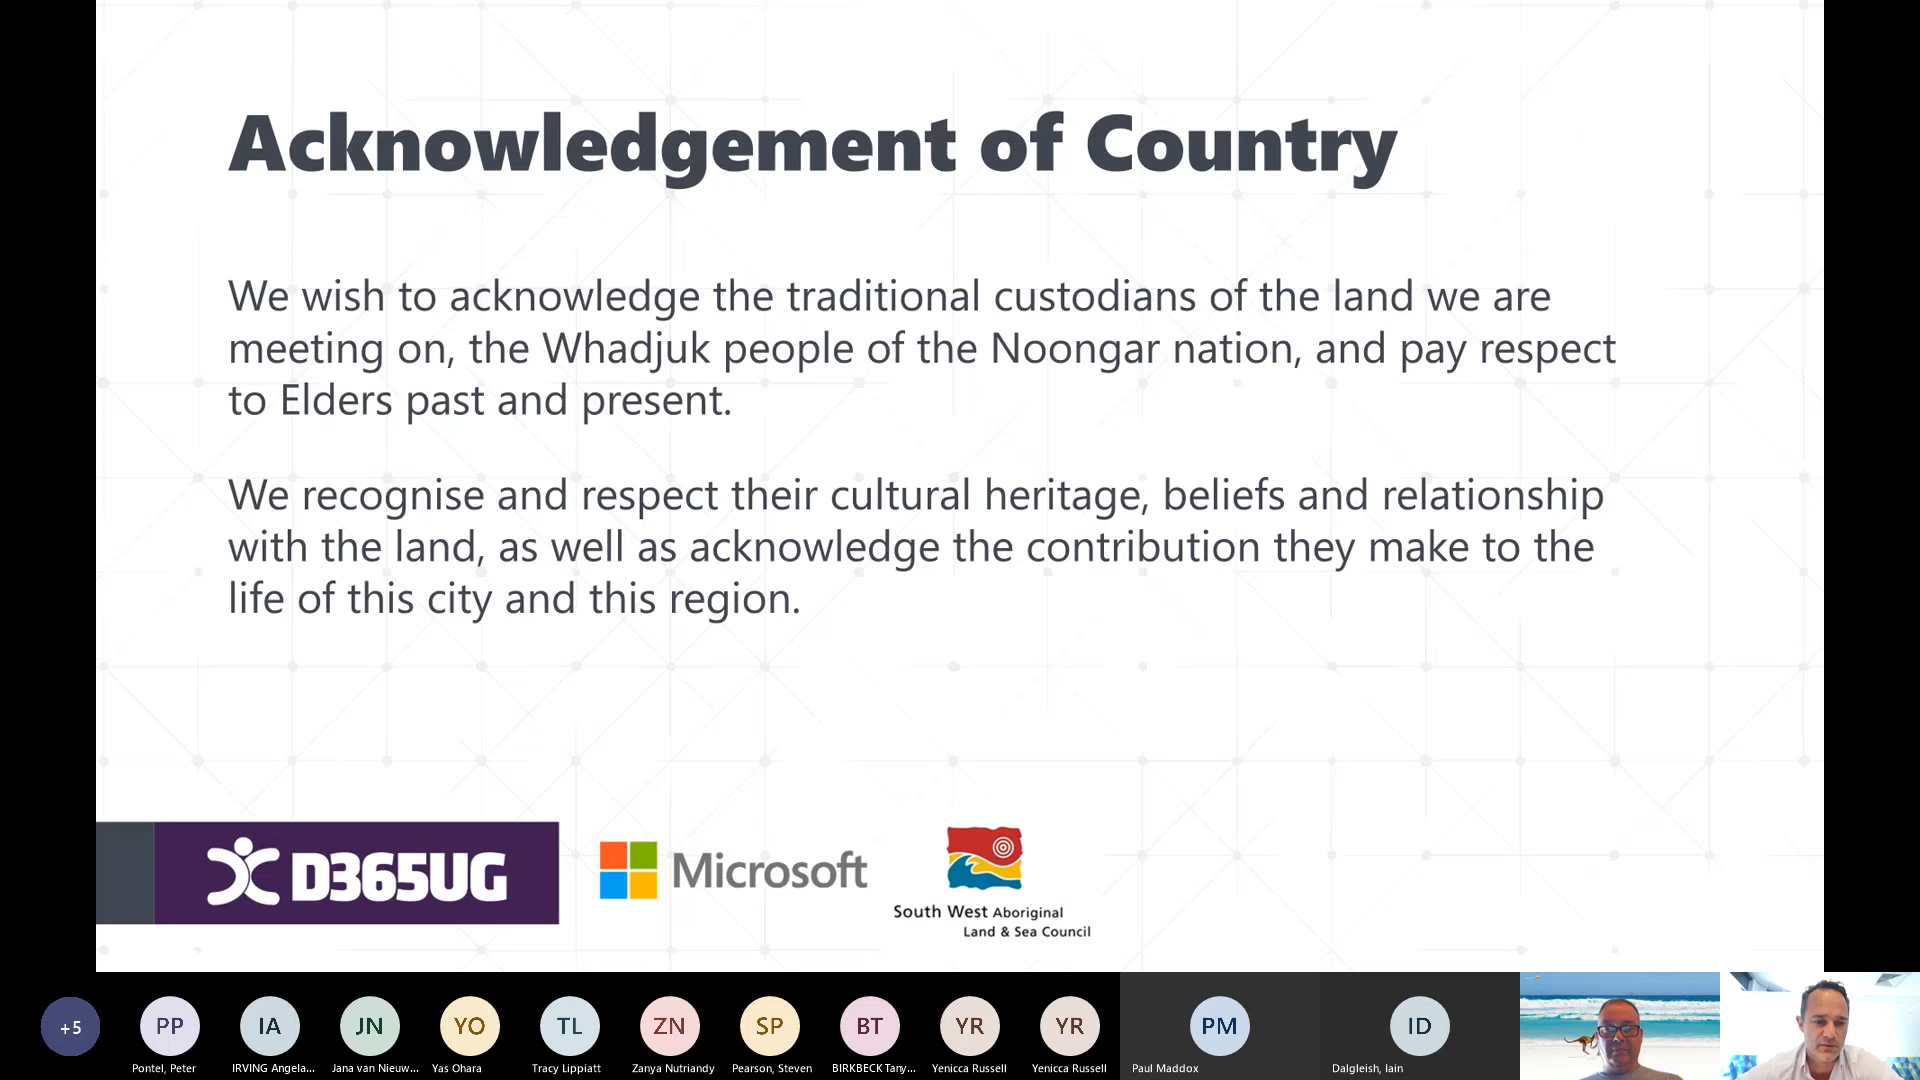 Acknowledgement of Country
We wish to acknowledge the traditional custodians of the land we are
meeting on, the Whadjuk people of the Noongar nation, and pay respect
to Elders past and present.
We recognise and respect their cultural heritage, beliefs and relationship
with the land, as well as acknowledge the contribution they make to the
life of this city and this region.
D365UG
Microsoft
South West Aboriginal
Land & Sea Council
+5
PP
IA
JN
YO
TL
ZN
SP
BT
YR
YR
PM
ID
Pontel, Peter
IRVING Angela...
Jana van Nieuw...
Yas Ohara
Tracy Lippiatt
Zanya Nutriandy
Pearson, Steven
BIRKBECK Tany...
Yenicca Russell
Yenicca Russell
Paul Maddox
Dalgleish, Iain